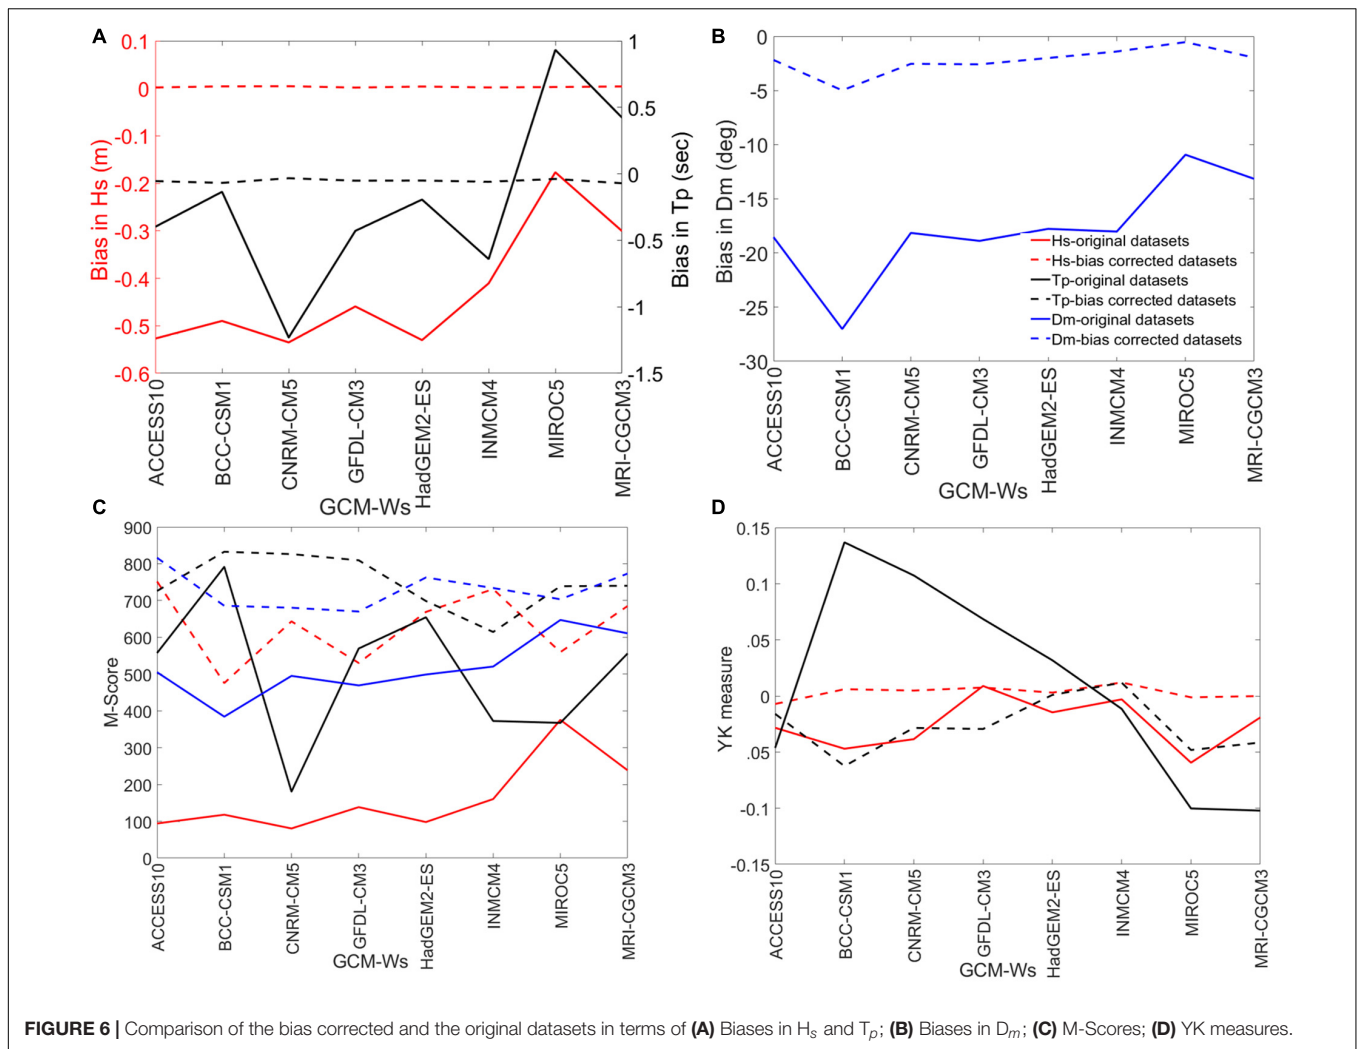 A
0.1
0
-0.1
-0.2
-0.3
-0.4
-0.5
-0.6
Bias in Hs (m)
1
0.5
0
-0.5
-1
-1.5
Bias in Tp (sec)
ACCESS10
BCC-CSM1
CNRM-CM5
GFDL-CM3
HadGEM2-ES
INMCM4
MIROC5
MRI-CGCM3
GCM-Ws
B
0
-5
-10
-15
-20
-25
-30
Bias in Dm (deg)
Hs-original datasets
Hs-bias corrected datasets
Tp-original datasets
Tp-bias corrected datasets
Dm-original datasets
Dm-bias corrected datasets
ACCESS10
BCC-CSM1
CNRM-CM5
GFDL-CM3
HadGEM2-ES
INMCM4
MIROC5
MRI-CGCM3
GCM-Ws
C
900
800
700
600
500
400
300
200
100
0
M-Score
ACCESS10
BCC-CSM1
CNRM-CM5
GFDL-CM3
HadGEM2-ES
INMCM4
MIROC5
MRI-CGCM3
GCM-Ws
D
0.15
0.1
.05
0
.05
-0.1
-0.15
YK measure
ACCESS10
BCC-CSM1
CNRM-CM5
GFDL-CM3
HadGEM2-ES
INMCM4
MIROC5
MRI-CGCM3
GCM-Ws
FIGURE 6 | Comparison of the bias corrected and the original datasets in terms of (A) Biases in Hs and Tp; (B) Biases in Dm; (C) M-Scores; (D) YK measures.